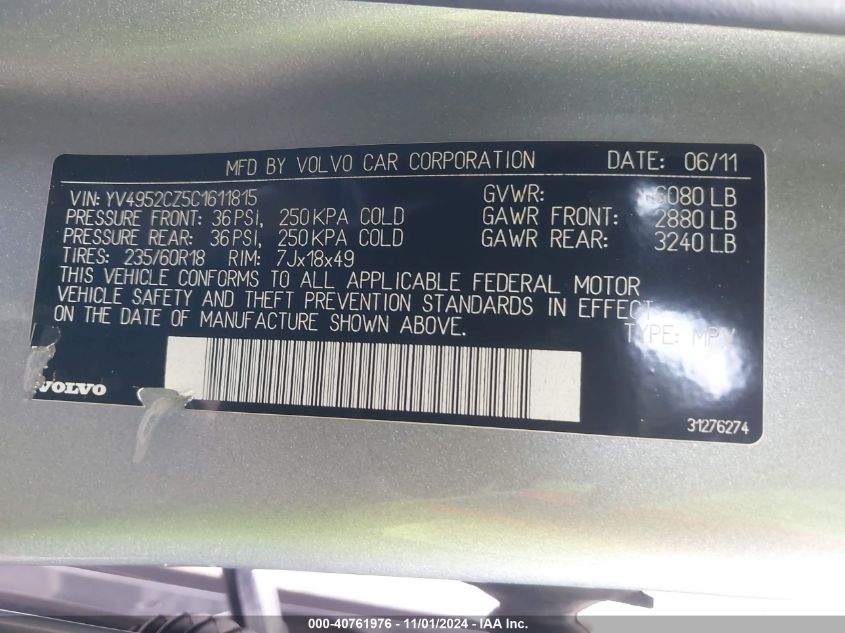 MFD BY VOLVO CAR CORPORATION DATE: 06/11
VIN: YV4952CZ5C1611815 GVWR: 6080 LB
PRESSURE FRONT: 36 PSI, 250 KPA COLD GAWR FRONT: 2880 LB
PRESSURE REAR: 36 PSI, 250 KPA COLD GAWR REAR: 3240 LB
TIRES: 235/60R18 RIM: 7Jx18x49
THIS VEHICLE CONFORMS TO ALL APPLICABLE FEDERAL MOTOR
VEHICLE SAFETY AND THEFT PREVENTION STANDARDS IN EFFECT
ON THE DATE OF MANUFACTURE SHOWN ABOVE.
TYPE: MPV
VOLVO
31276274
000-40761976 - 11/01/2024 - IAA Inc.